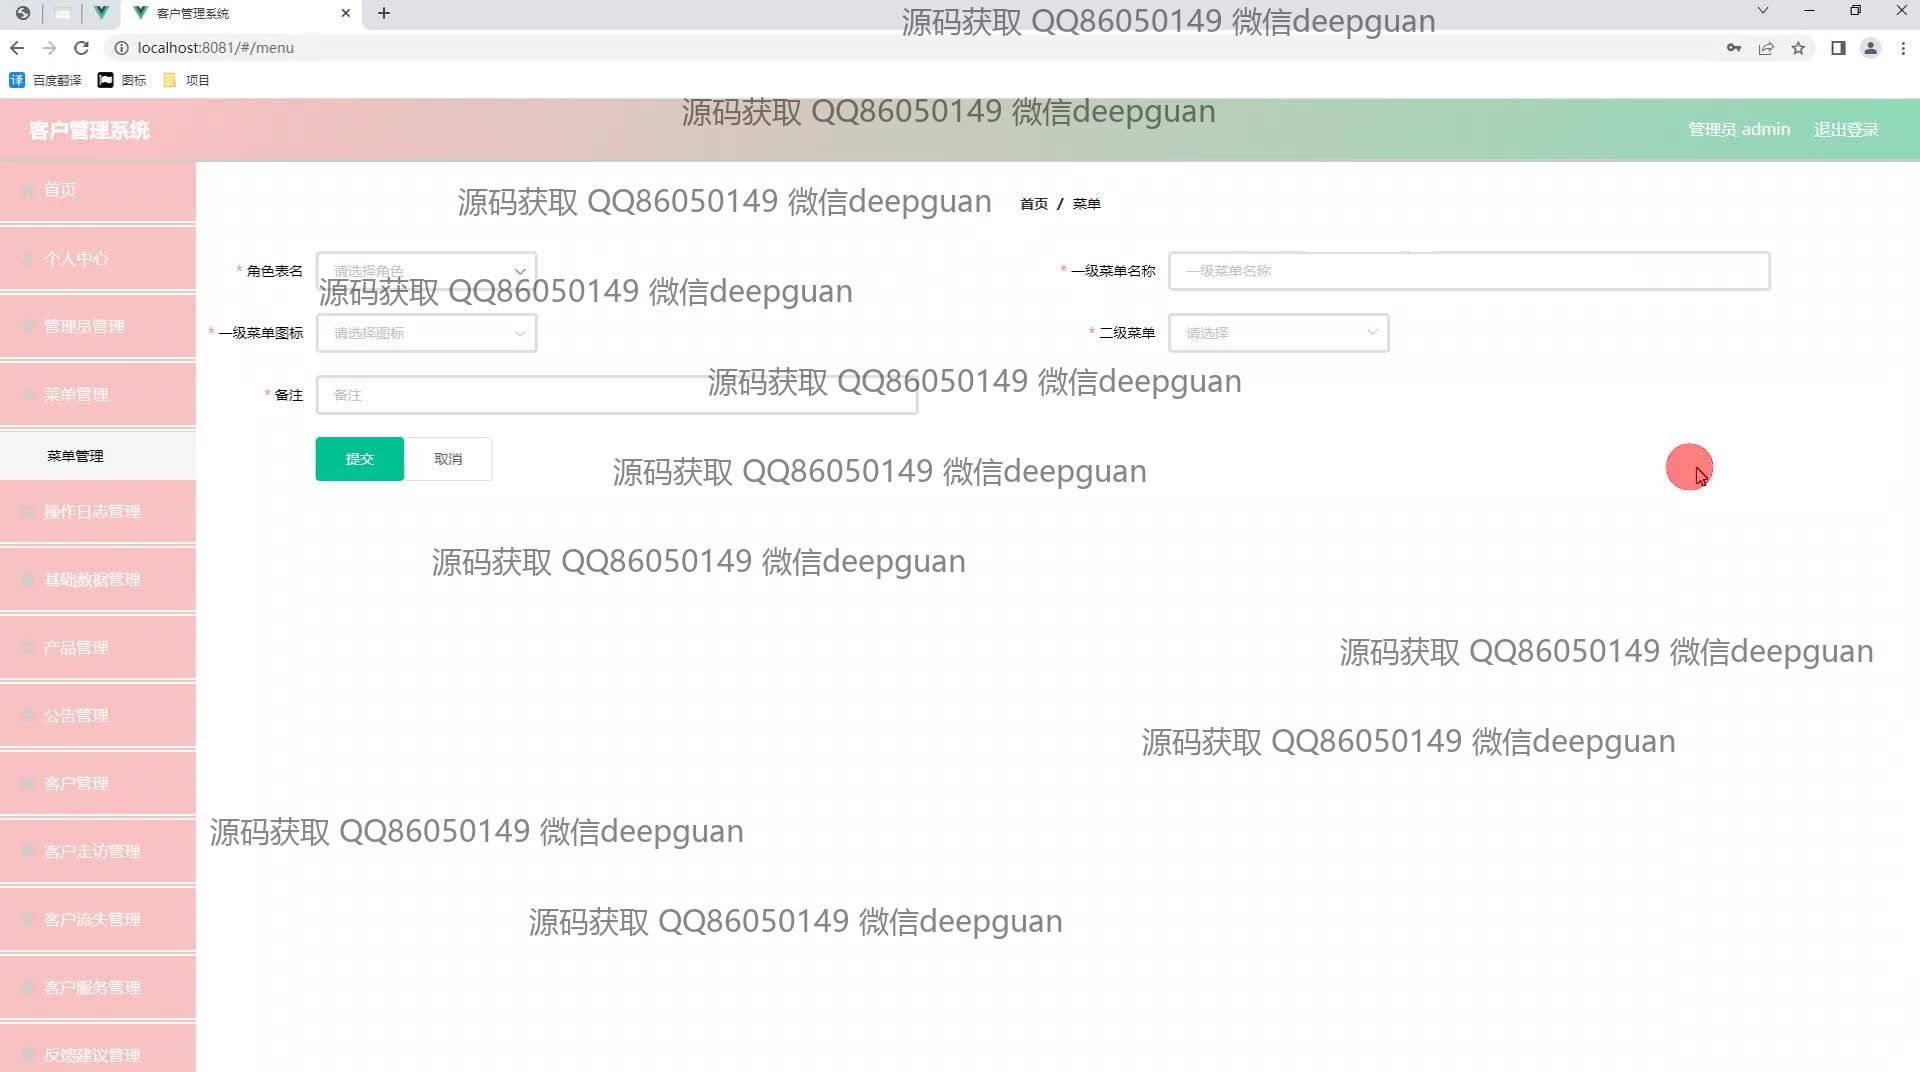 客户管理系统
源码获取 QQ86050149 微信deepguan
localhost:8081/#/menu
百度翻译 图标 项目
源码获取 QQ86050149 微信deepguan
客户管理系统
管理员 admin 退出登录
首页
源码获取 QQ86050149 微信deepguan
首页 / 菜单
个人中心
* 角色表名 请选择角色
* 一级菜单名称 一级菜单名称
源码获取 QQ86050149 微信deepguan
管理员管理
* 一级菜单图标 请选择图标
* 二级菜单 请选择
源码获取 QQ86050149 微信deepguan
菜单管理
* 备注 备注
菜单管理
提交 取消
源码获取 QQ86050149 微信deepguan
操作日志管理
源码获取 QQ86050149 微信deepguan
基础数据管理
产品管理
源码获取 QQ86050149 微信deepguan
公告管理
源码获取 QQ86050149 微信deepguan
客户管理
源码获取 QQ86050149 微信deepguan
客户走访管理
客户流失管理
源码获取 QQ86050149 微信deepguan
客户服务管理
反馈建议管理